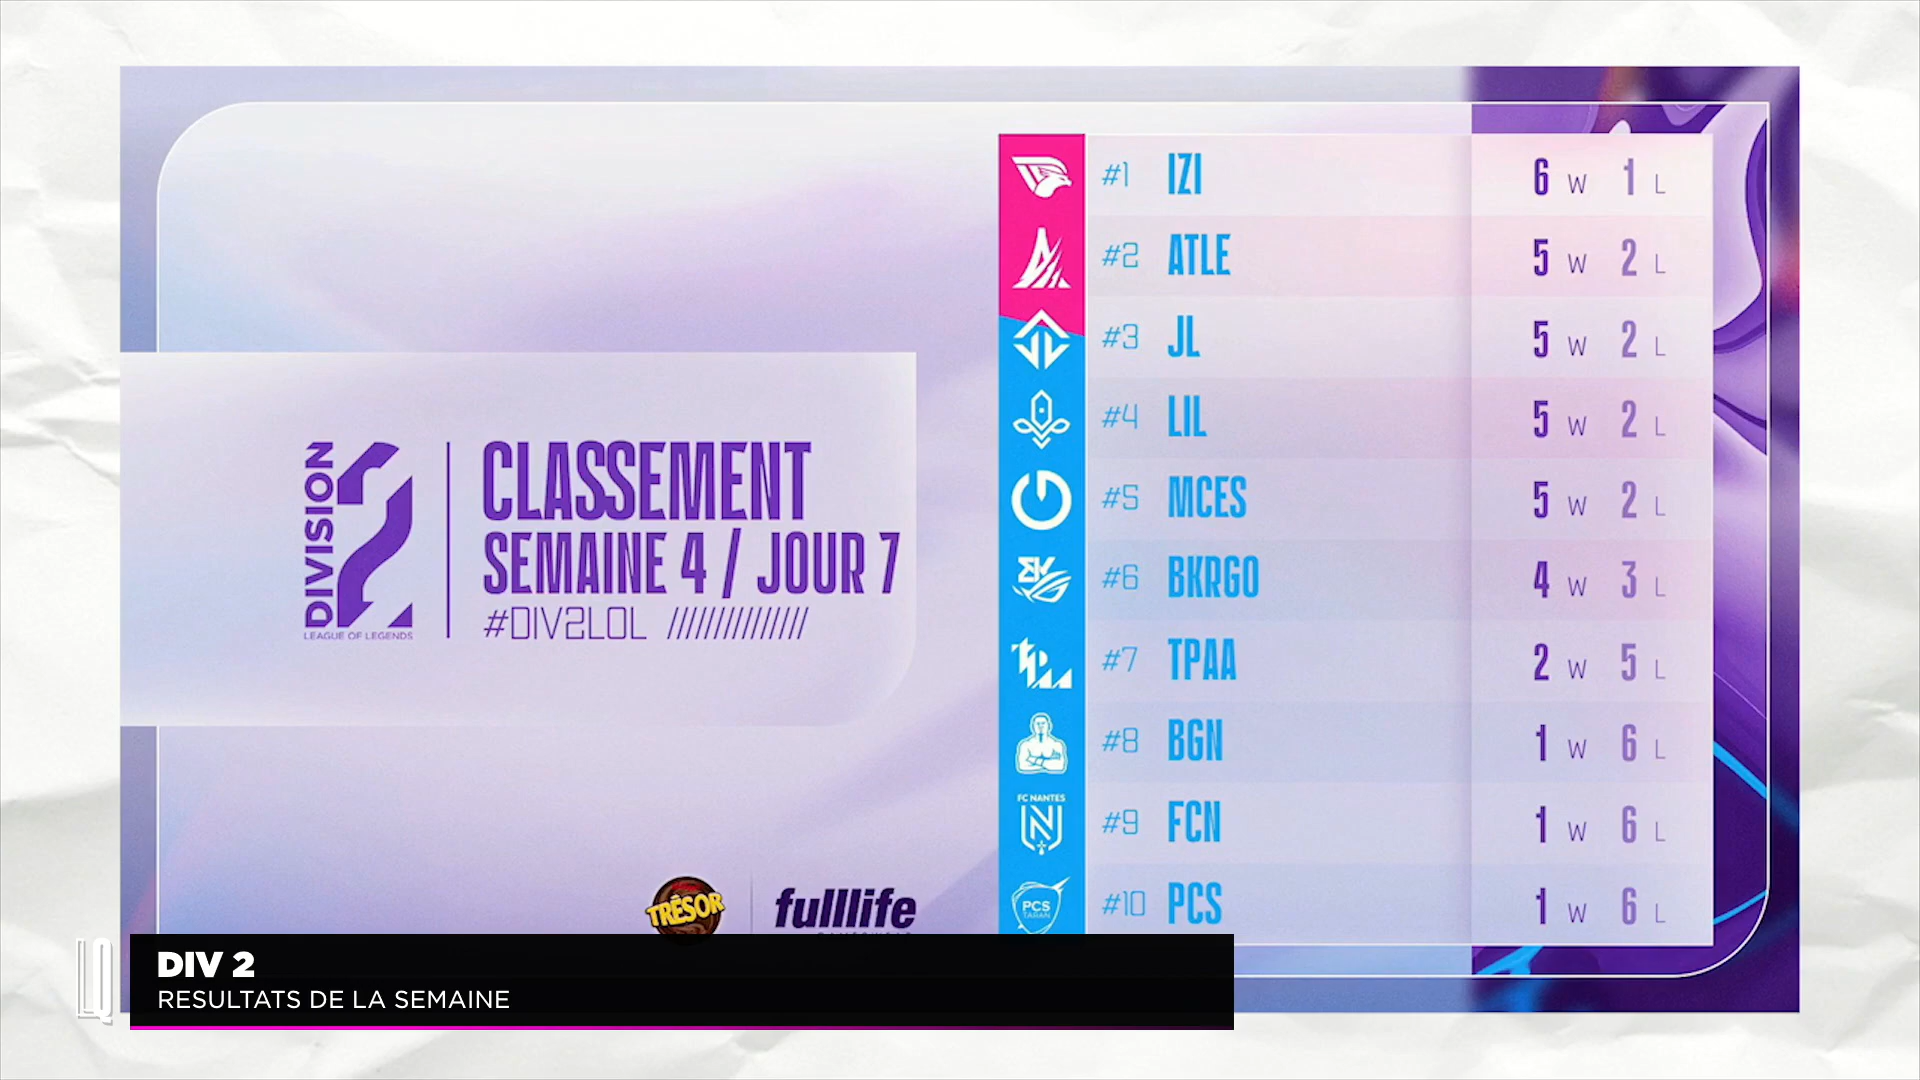 DIVISION
2
LEAGUE OF LEGENDS
CLASSEMENT
SEMAINE 4 / JOUR 7
#DIV2LOL ///////////////
#1 IZI 6 W 1 L
#2 ATLE 5 W 2 L
#3 JL 5 W 2 L
#4 LIL 5 W 2 L
#5 MCES 5 W 2 L
#6 BKRGO 4 W 3 L
#7 TPAA 2 W 5 L
#8 BGN 1 W 6 L
FC NANTES
N
#9 FCN 1 W 6 L
PCS
TARAN
#10 PCS 1 W 6 L
TRÉSOR
fulllife
LQ
DIV 2
RESULTATS DE LA SEMAINE